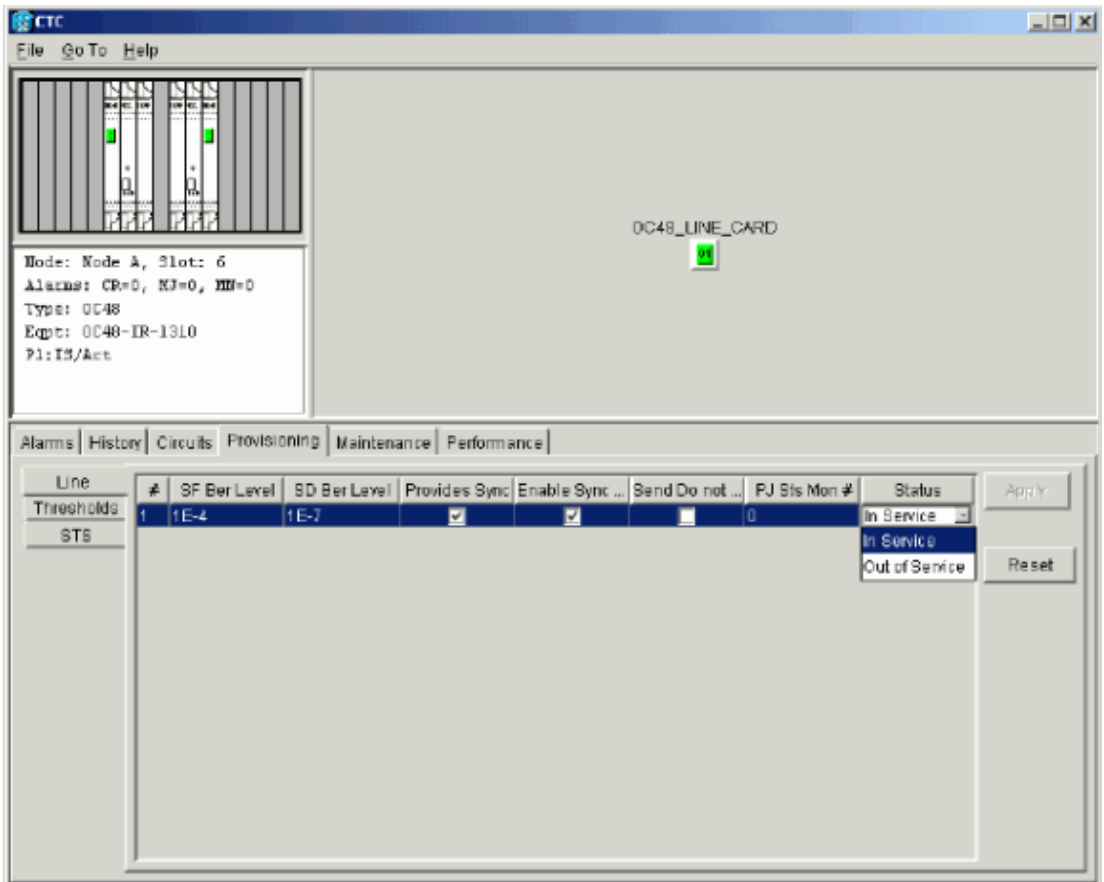 CTC
File Go To Help
OC48_LINE_CARD
01
Node: Node A, Slot: 6
Alarms: CR=0, MJ=0, MN=0
Type: OC48
Eqpt: OC48-IR-1310
P1:IS/Act
Alarms History Circuits Provisioning Maintenance Performance
Line
Thresholds
STS
# SF Ber Level SD Ber Level Provides Sync Enable Sync ... Send Do not ... PJ Sts Mon # Status
1 1E-4 1E-7 0 In Service
In Service
Out of Service
Apply
Reset